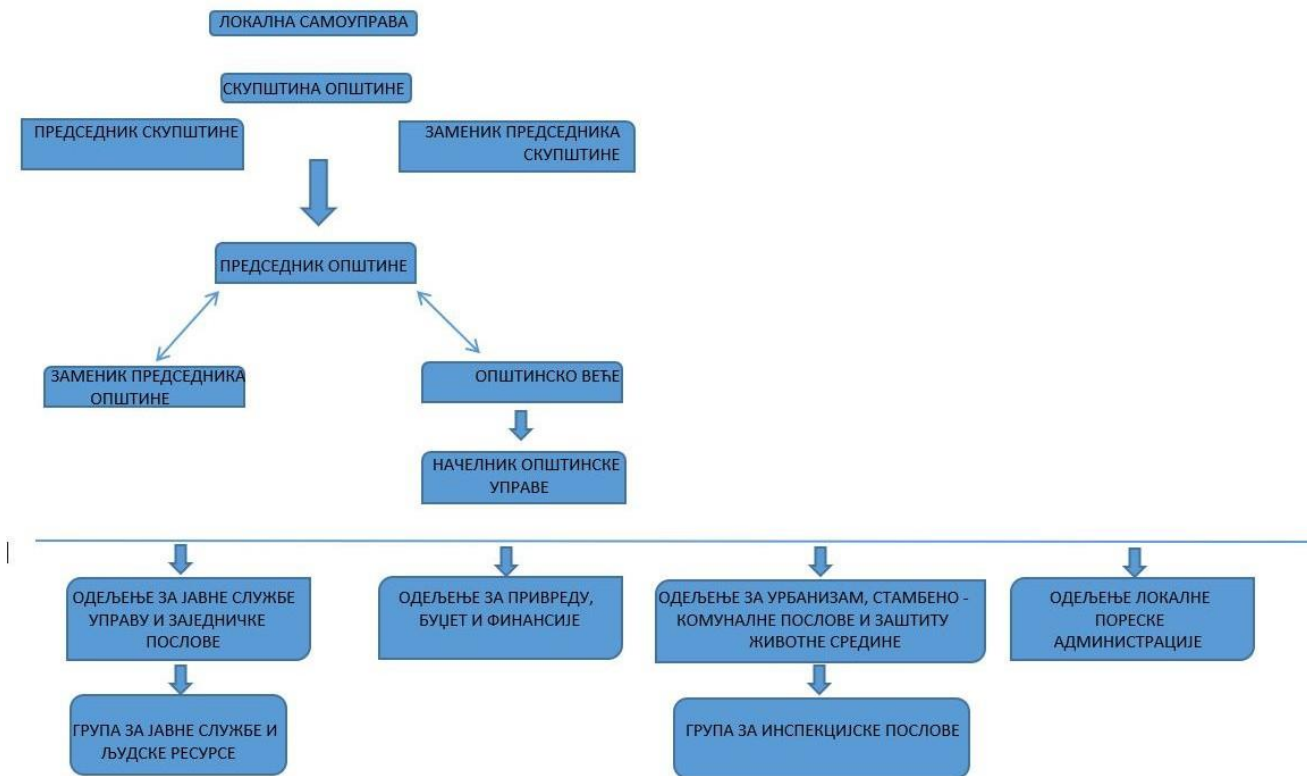 ЛОКАЛНА САМОУПРАВА
СКУПШТИНА ОПШТИНЕ
ПРЕДСЕДНИК СКУПШТИНЕ
ЗАМЕНИК ПРЕДСЕДНИКА
СКУПШТИНЕ
ПРЕДСЕДНИК ОПШТИНЕ
ЗАМЕНИК ПРЕДСЕДНИКА
ОПШТИНЕ
ОПШТИНСКО ВЕЋЕ
НАЧЕЛНИК ОПШТИНСКЕ
УПРАВЕ
ОДЕЉЕЊЕ ЗА ЈАВНЕ СЛУЖБЕ
УПРАВУ И ЗАЈЕДНИЧКЕ
ПОСЛОВЕ
ОДЕЉЕЊЕ ЗА ПРИВРЕДУ,
БУЏЕТ И ФИНАНСИЈЕ
ОДЕЉЕЊЕ ЗА УРБАНИЗАМ, СТАМБЕНО -
КОМУНАЛНЕ ПОСЛОВЕ И ЗАШТИТУ
ЖИВОТНЕ СРЕДИНЕ
ОДЕЉЕЊЕ ЛОКАЛНЕ
ПОРЕСКЕ
АДМИНИСТРАЦИЈЕ
ГРУПА ЗА ЈАВНЕ СЛУЖБЕ И
ЉУДСКЕ РЕСУРСЕ
ГРУПА ЗА ИНСПЕКЦИЈСКЕ ПОСЛОВЕ